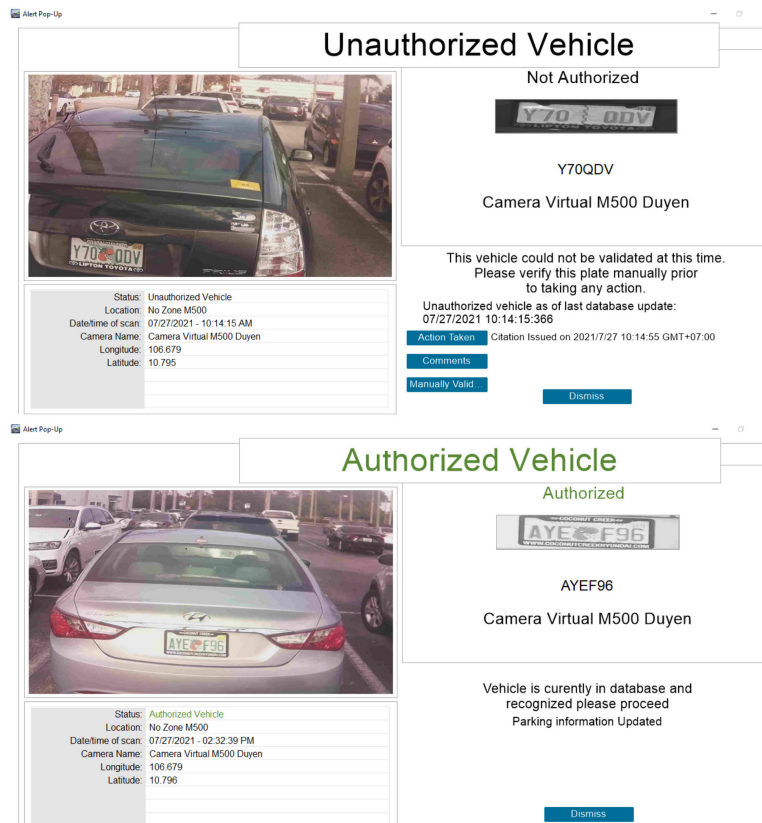 Alert Pop-Up
Unauthorized Vehicle
Not Authorized
Y70 QDV
LIPTON TOYOTA
Y70QDV
Camera Virtual M500 Duyen
Y70 QDV
LIPTON TOYOTA
PRIUS
This vehicle could not be validated at this time.
Please verify this plate manually prior
to taking any action.
Unauthorized vehicle as of last database update:
07/27/2021 10:14:15:366
Action Taken Citation Issued on 2021/7/27 10:14:55 GMT+07:00
Comments
Manually Valid...
Dismiss
Status: Unauthorized Vehicle
Location: No Zone M500
Date/time of scan: 07/27/2021 - 10:14:15 AM
Camera Name: Camera Virtual M500 Duyen
Longitude: 106.679
Latitude: 10.795
Alert Pop-Up
Authorized Vehicle
Authorized
COCONUT CREEK
AYE F96
WWW.COCONUTCREEKHYUNDAI.COM
AYEF96
Camera Virtual M500 Duyen
AYE F96
Vehicle is curently in database and
recognized please proceed
Parking information Updated
Status: Authorized Vehicle
Location: No Zone M500
Date/time of scan: 07/27/2021 - 02:32:39 PM
Camera Name: Camera Virtual M500 Duyen
Longitude: 106.679
Latitude: 10.796
Dismiss